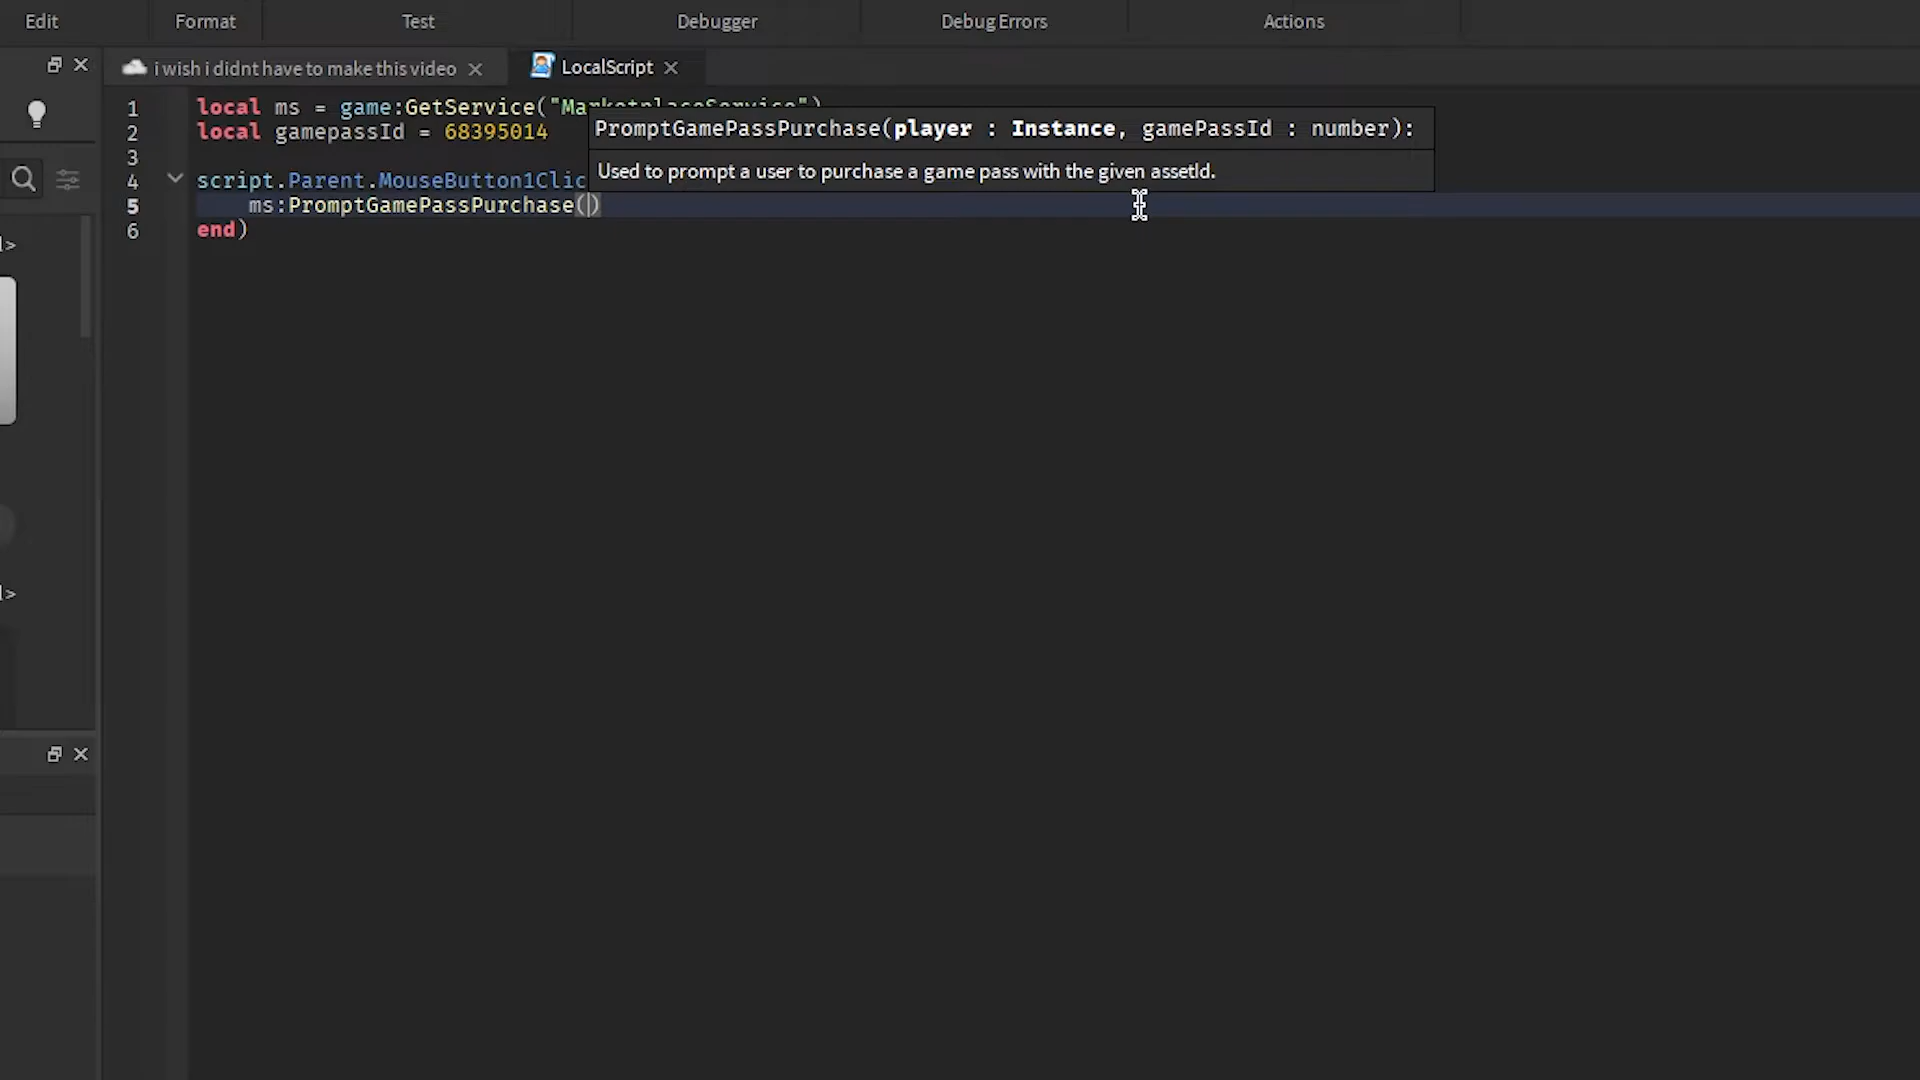 Edit Format Test Debugger Debug Errors Actions
i wish i didnt have to make this video LocalScript
1 local ms = game:GetService("MarketplaceService")
2 local gamepassId = 68395014
PromptGamePassPurchase(player : Instance, gamePassId : number):
3
Used to prompt a user to purchase a game pass with the given assetId.
4 script.Parent.MouseButton1Clic
5 ms:PromptGamePassPurchase()
6 end)
l>
l>